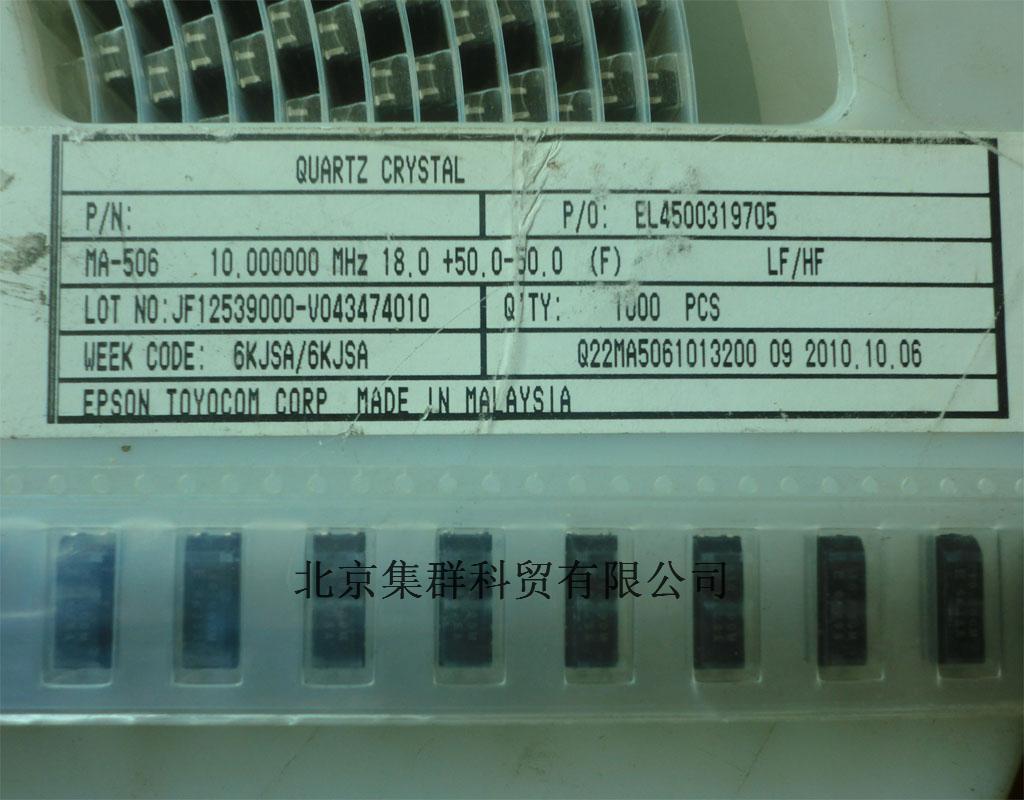 QUARTZ CRYSTAL
P/N: P/O: EL4500319705
MA-506 10.000000 MHz 18.0 +50.0-50.0 (F) LF/HF
LOT NO:JF12539000-V043474010 Q'TY: 1000 PCS
WEEK CODE: 6KJSA/6KJSA Q22MA5061013200 09 2010.10.06
EPSON TOYOCOM CORP MADE IN MALAYSIA
北京集群科贸有限公司